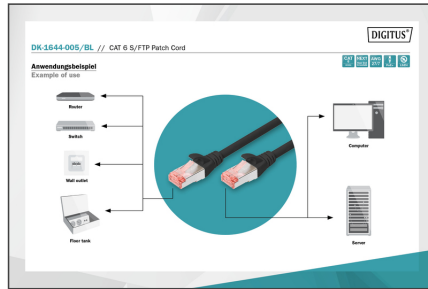 DIGITUS®
DK-1644-005/BL // CAT 6 S/FTP Patch Cord
Anwendungsbeispiel
Example of use
Router
Switch
Wall outlet
Floor tank
Computer
Server